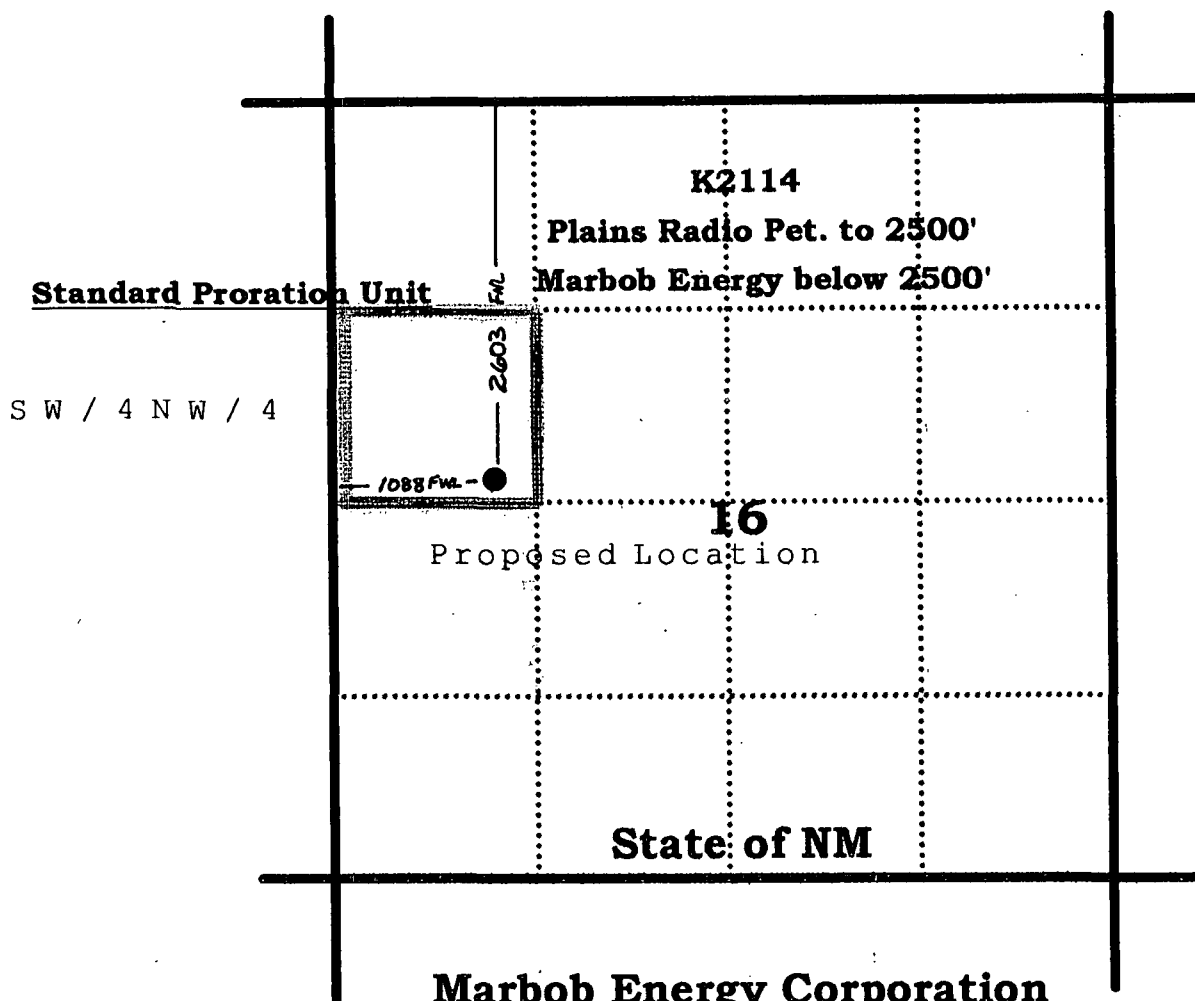 K2114
Plains Radio Pet. to 2500'
Marbob Energy below 2500'
Standard Proration Unit
2603 FNL
SW/4NW/4
1088 FWL
16
Proposed Location
State of NM
Marbob Energy Corporation